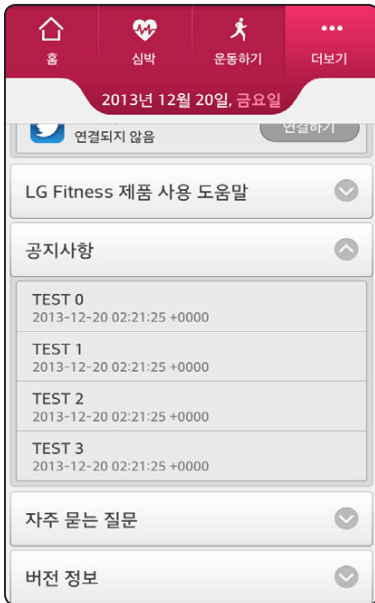 홈 심박 운동하기 더보기
2013년 12월 20일, 금요일
연결되지 않음 연결하기
LG Fitness 제품 사용 도움말
공지사항
TEST 0
2013-12-20 02:21:25 +0000
TEST 1
2013-12-20 02:21:25 +0000
TEST 2
2013-12-20 02:21:25 +0000
TEST 3
2013-12-20 02:21:25 +0000
자주 묻는 질문
버전 정보